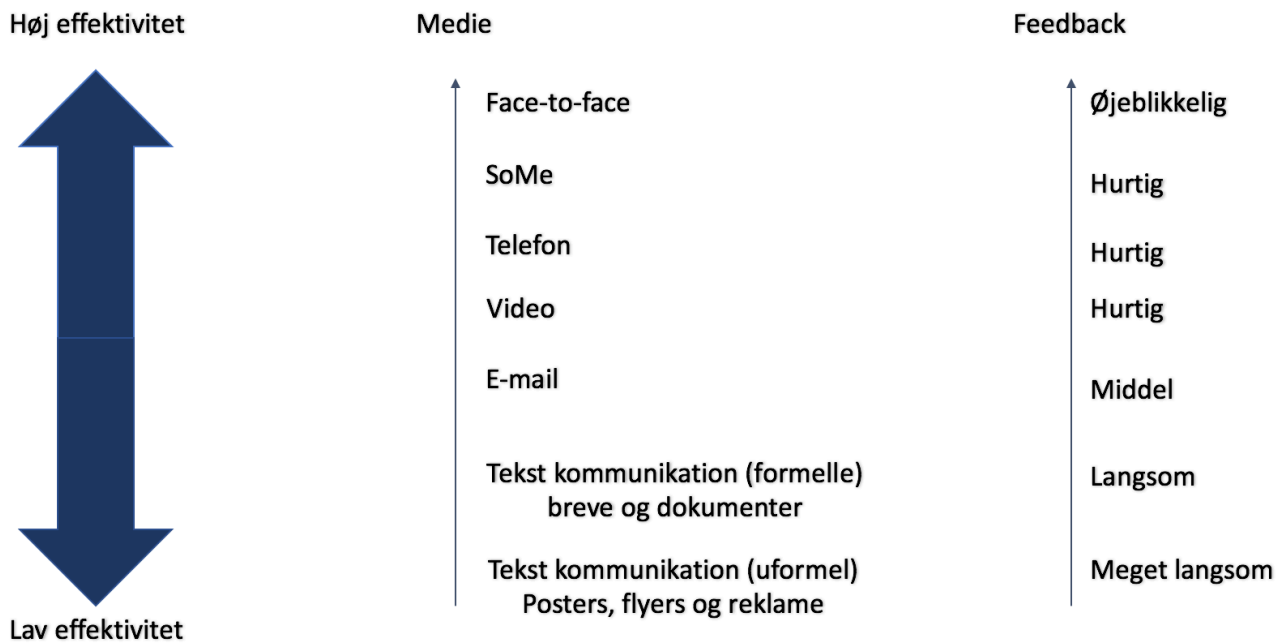 Høj effektivitet
Medie
Feedback
Face-to-face
Øjeblikkelig
SoMe
Hurtig
Telefon
Hurtig
Video
Hurtig
E-mail
Middel
Tekst kommunikation (formelle)
breve og dokumenter
Langsom
Tekst kommunikation (uformel)
Posters, flyers og reklame
Meget langsom
Lav effektivitet